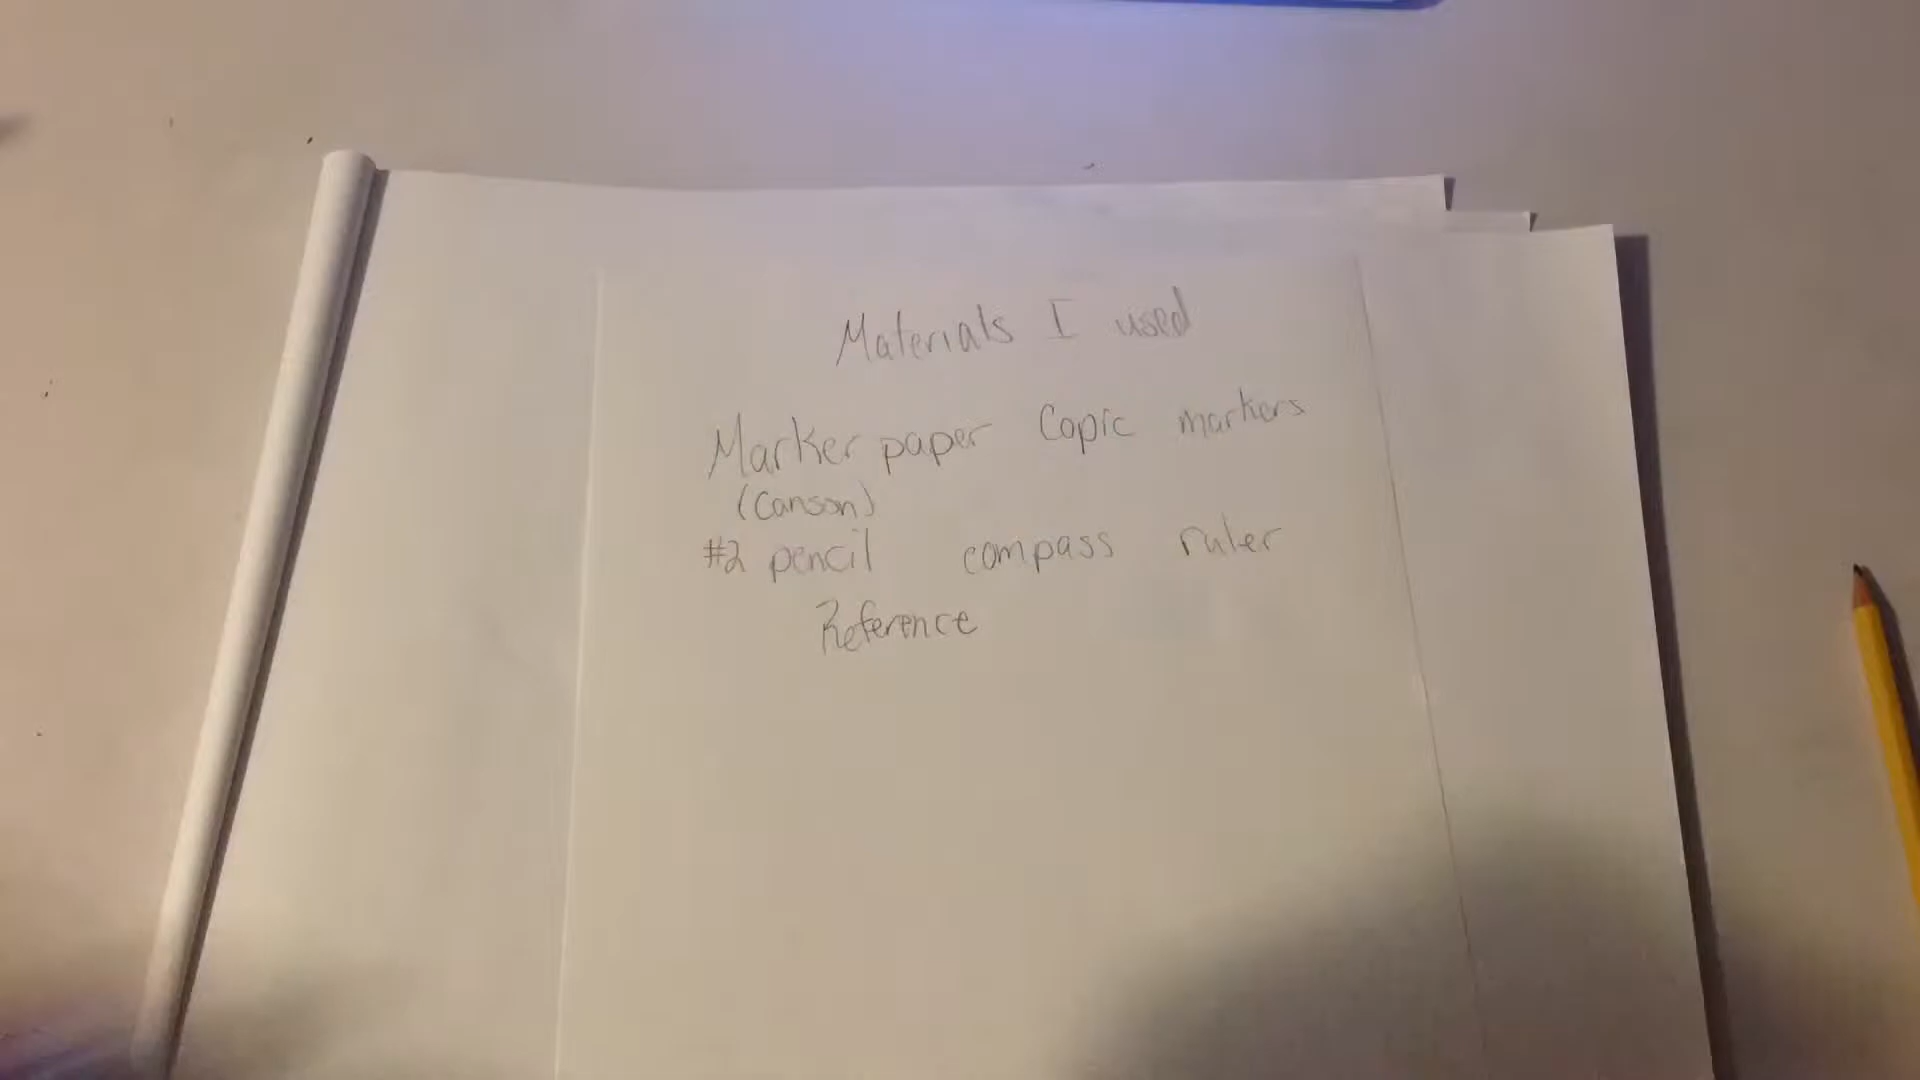 Materials I used
Marker paper Copic markers
(Canson)
#2 pencil compass ruler
Reference